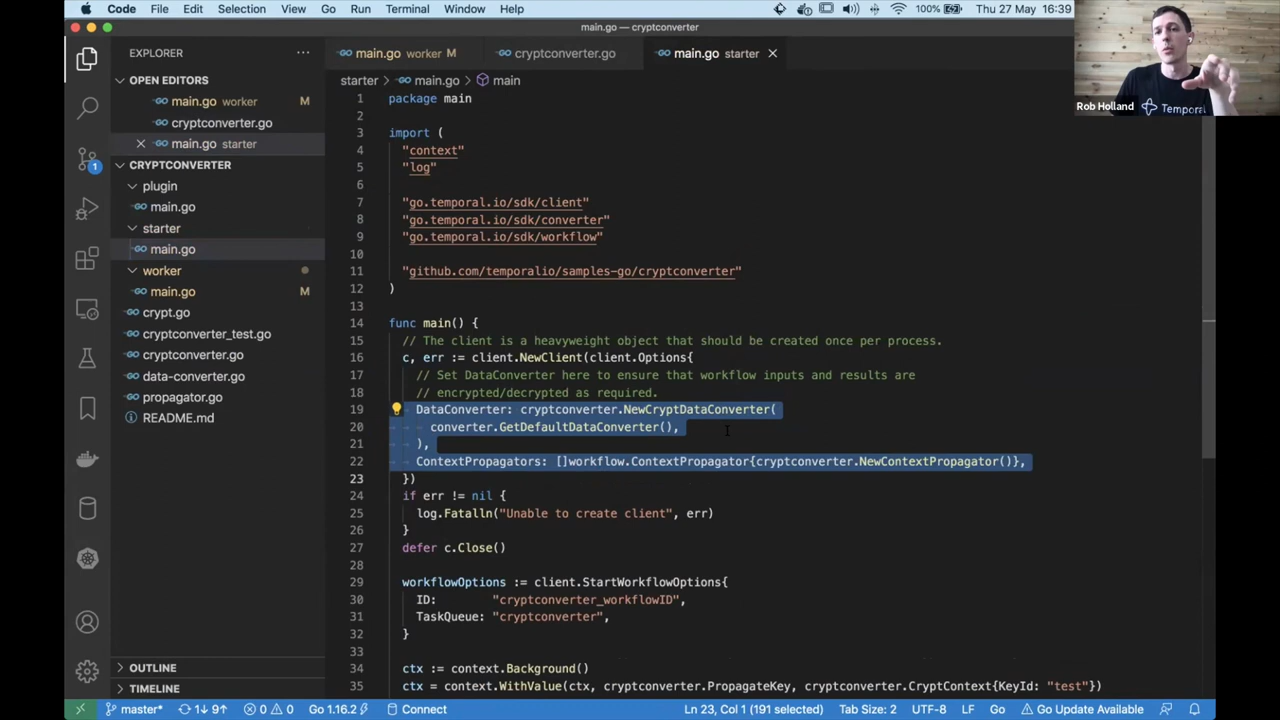 Code File Edit Selection View Go Run Terminal Window Help 100% Thu 27 May 16:39
main.go — cryptconverter
EXPLORER
main.go worker M
cryptconverter.go
main.go starter
Rob Holland
Temporal
OPEN EDITORS
main.go worker M
cryptconverter.go
main.go starter
CRYPTCONVERTER
plugin
main.go
starter
main.go
worker
main.go M
crypt.go
cryptconverter_test.go
cryptconverter.go
data-converter.go
propagator.go
README.md
OUTLINE
TIMELINE
1
starter > main.go > main
1 package main
2
3 import (
4 "context"
5 "log"
6
7 "go.temporal.io/sdk/client"
8 "go.temporal.io/sdk/converter"
9 "go.temporal.io/sdk/workflow"
10
11 "github.com/temporalio/samples-go/cryptconverter"
12 )
13
14 func main() {
15 // The client is a heavyweight object that should be created once per process.
16 c, err := client.NewClient(client.Options{
17 // Set DataConverter here to ensure that workflow inputs and results are
18 // encrypted/decrypted as required.
19 DataConverter: cryptconverter.NewCryptDataConverter(
20 converter.GetDefaultDataConverter(),
21 ),
22 ContextPropagators: []workflow.ContextPropagator{cryptconverter.NewContextPropagator()},
23 })
24 if err != nil {
25 log.Fatalln("Unable to create client", err)
26 }
27 defer c.Close()
28
29 workflowOptions := client.StartWorkflowOptions{
30 ID: "cryptconverter_workflowID",
31 TaskQueue: "cryptconverter",
32 }
33
34 ctx := context.Background()
35 ctx = context.WithValue(ctx, cryptconverter.PropagateKey, cryptconverter.CryptContext{KeyId: "test"})
master* 1↓ 9↑ 0 0 Go 1.16.2 Connect Ln 23, Col 1 (191 selected) Tab Size: 2 UTF-8 LF Go Go Update Available